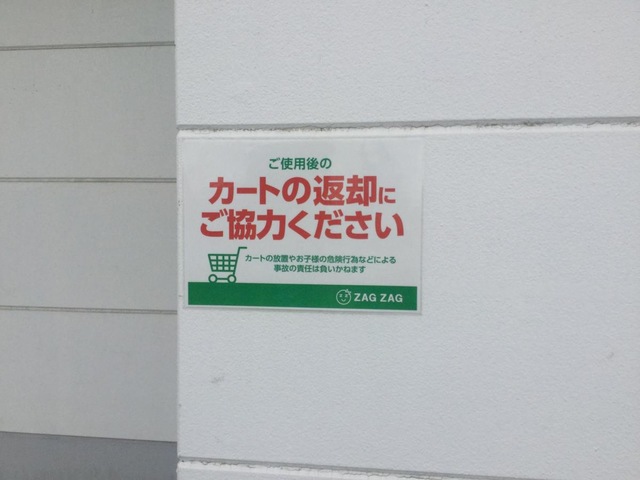 ご使用後の
カートの返却に
ご協力ください
カートの放置やお子様の危険行為などによる
事故の責任は負いかねます
ZAG ZAG